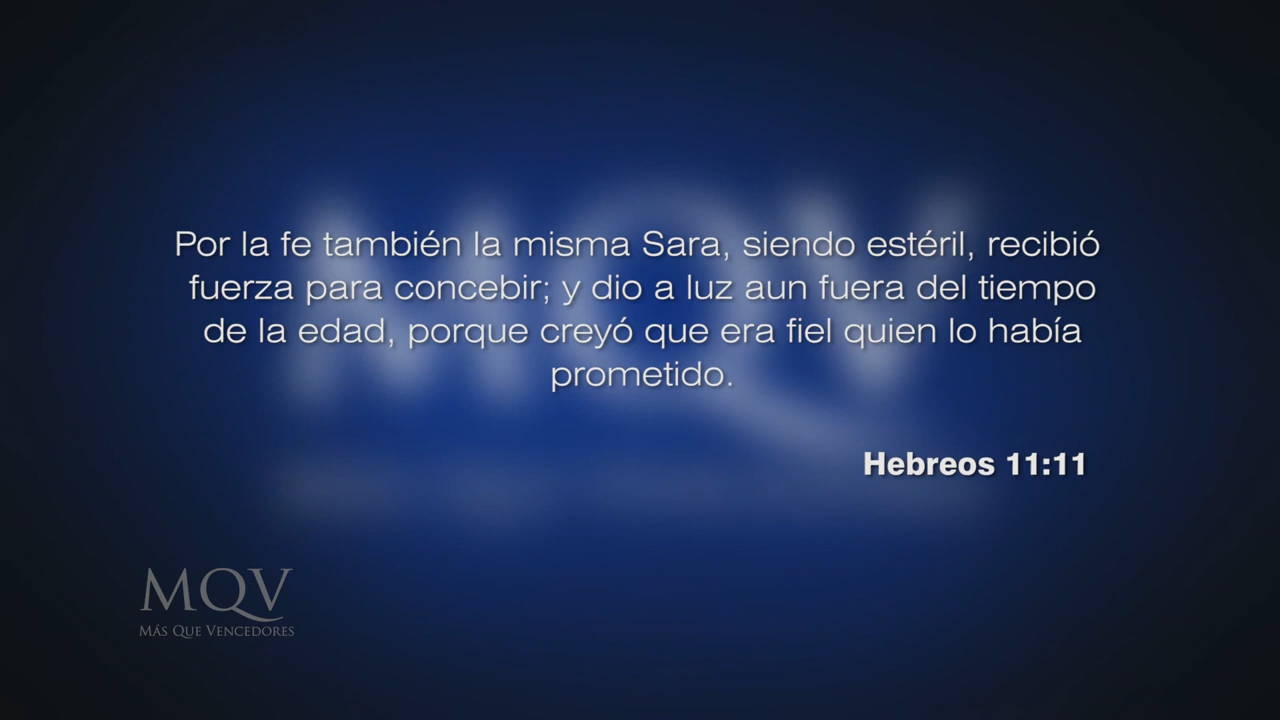 Por la fe también la misma Sara, siendo estéril, recibió
fuerza para concebir; y dio a luz aun fuera del tiempo
de la edad, porque creyó que era fiel quien lo había
prometido.
Hebreos 11:11
MQV
MÁS QUE VENCEDORES